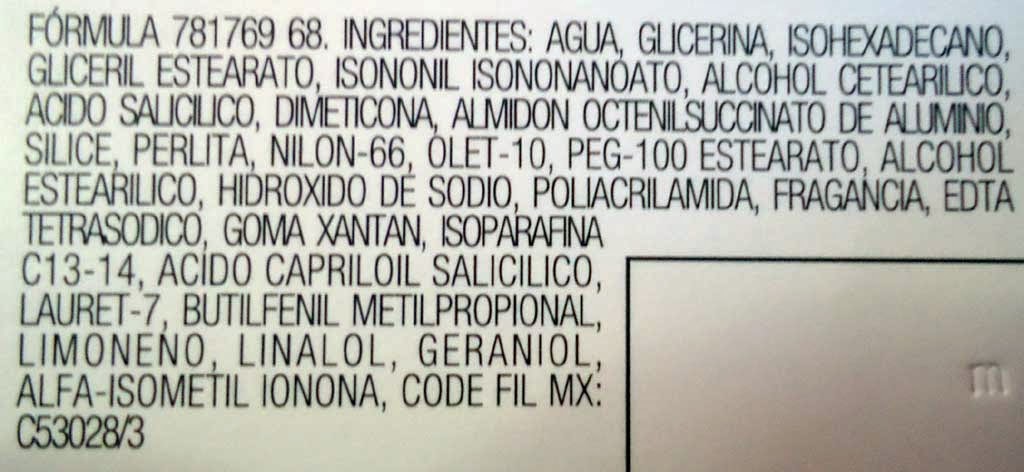 FÓRMULA 781769 68. INGREDIENTES: AGUA, GLICERINA, ISOHEXADECANO,
GLICERIL ESTEARATO, ISONONIL ISONONANOATO, ALCOHOL CETEARILICO,
ACIDO SALICILICO, DIMETICONA, ALMIDON OCTENILSUCCINATO DE ALUMINIO,
SILICE, PERLITA, NILON-66, OLET-10, PEG-100 ESTEARATO, ALCOHOL
ESTEARILICO, HIDROXIDO DE SODIO, POLIACRILAMIDA, FRAGANCIA, EDTA
TETRASODICO, GOMA XANTAN, ISOPARAFINA
C13-14, ACIDO CAPRILOIL SALICILICO,
LAURET-7, BUTILFENIL METILPROPIONAL,
LIMONENO, LINALOL, GERANIOL,
ALFA-ISOMETIL IONONA, CODE FIL MX:
C53028/3
m